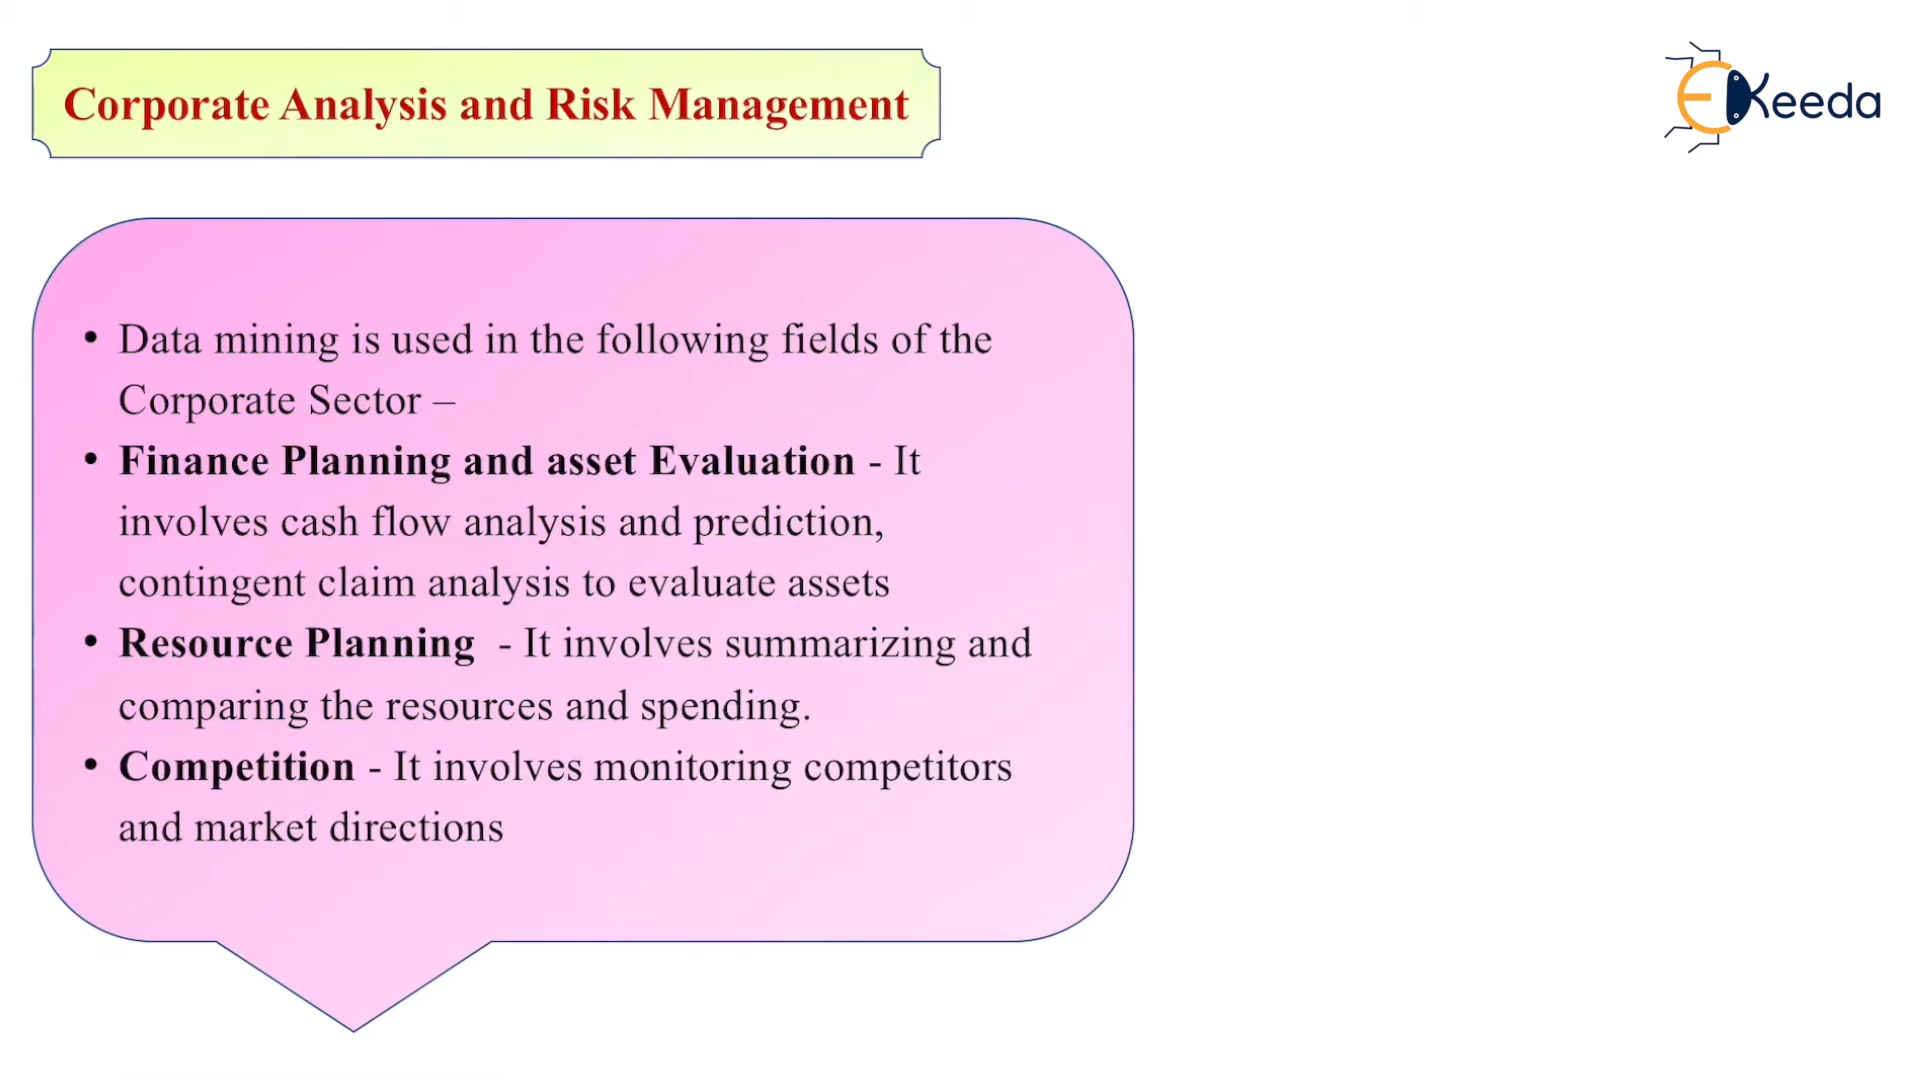 Corporate Analysis and Risk Management
EKeeda
• Data mining is used in the following fields of the
Corporate Sector –
• Finance Planning and asset Evaluation - It
involves cash flow analysis and prediction,
contingent claim analysis to evaluate assets
• Resource Planning  - It involves summarizing and
comparing the resources and spending.
• Competition - It involves monitoring competitors
and market directions